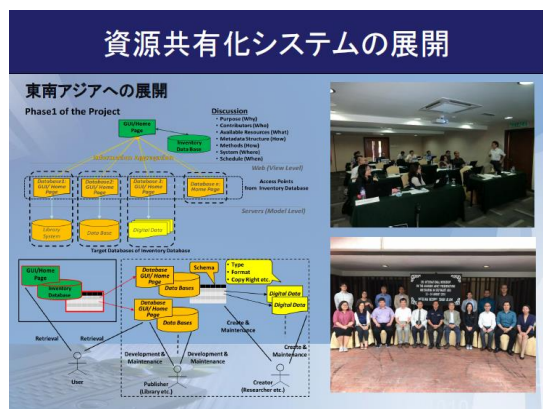 資源共有化システムの展開
東南アジアへの展開
Phase1 of the Project
GUI/Home
Page
Inventory
Data Base
Discussion
• Purpose (Why)
• Contributors (Who)
• Available Resources (What)
• Metadata Structure (How)
• Methods (How)
• System (Where)
• Schedule (When)
Information Aggregation
Web (View Level)
Database1:
GUI/ Home
Page
Database2:
GUI/ Home
Page
Database 3:
GUI/ Home
Page
Database n:
Home Page
Access Points
from Inventory Database
Servers (Model Level)
Library
System
Data Base
Digital Data
Target Databases of Inventory Database
GUI/Home
Page
Inventory
Database
Database
GUI/ Home
Page
Data Bases
Database
GUI/ Home
Page
Data Bases
Schema
• Type
• Format
• Copy Right etc.
Digital Data
Digital Data
Retrieval
Retrieval
Development &
Maintenance
Development &
Maintenance
Create &
Maintenance
Create &
Maintenance
User
Publisher
(Library etc.)
Creator
(Researcher etc.)